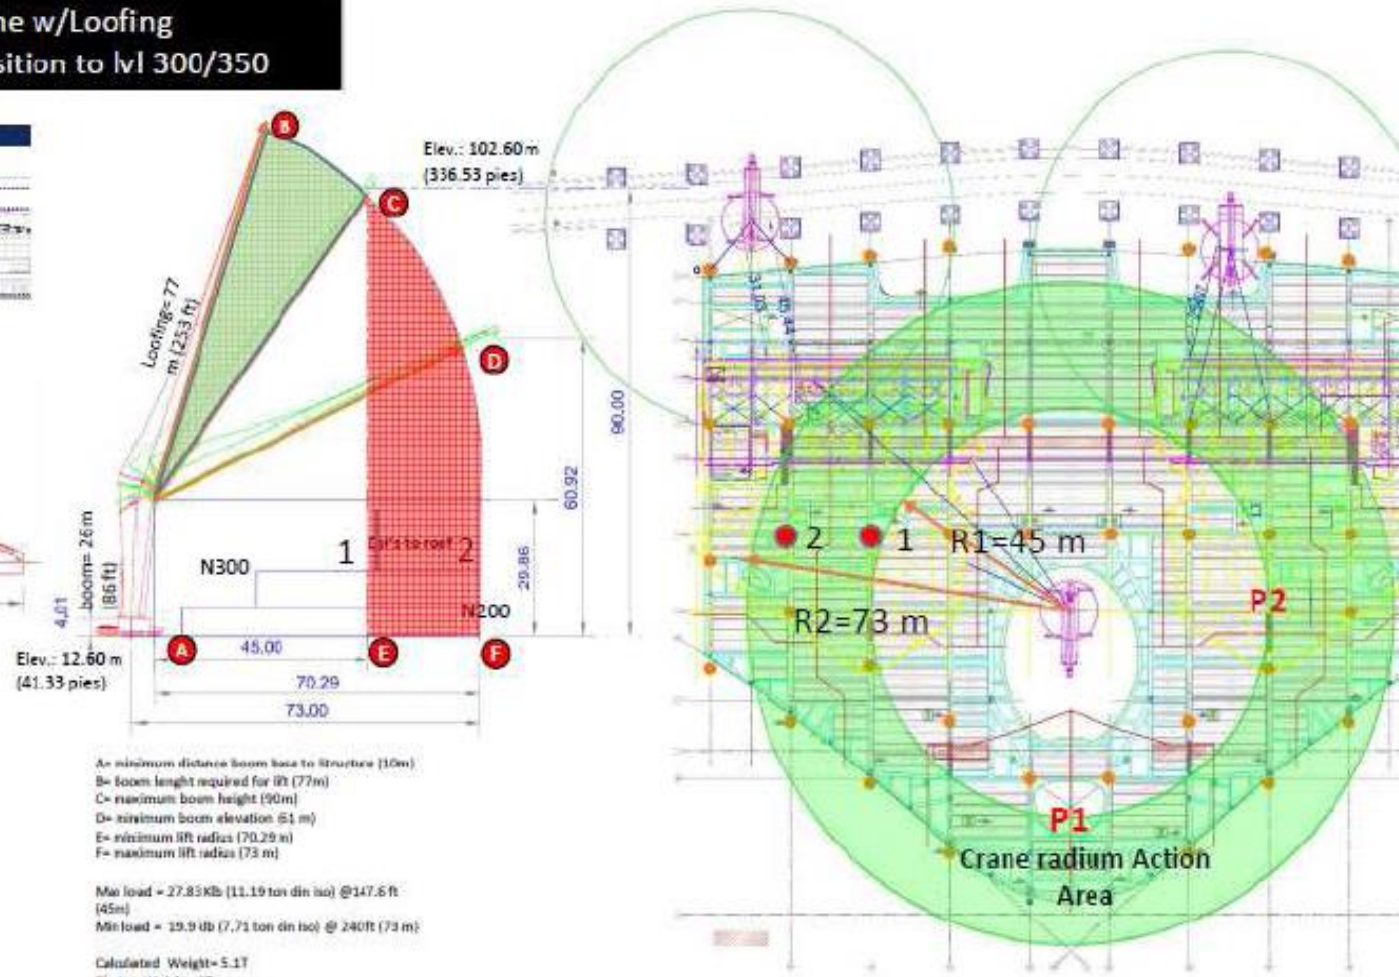 ne w/Loofing
sition to lvl 300/350
B
Elev.: 102.60 m
(336.53 pies)
C
Loofing= 77
m (253 ft)
D
90.00
60.92
boom= 26m
(86 ft)
N300
1
2
29.86
4,01
N200
A
45,00
E
F
Elev.: 12.60 m
(41.33 pies)
70.29
73.00
A= minimum distance boom base to Structure (10m)
B= boom lenght required for lift (77m)
C= maximum boom height (90m)
D= minimum boom elevation (61 m)
E= minimum lift radius (70.29 m)
F= maximum lift radius (73 m)
Max load = 27.83 Klb (11.19 ton din iso) @147.6 ft
(45m)
Min load = 19.9 klb (7.71 ton din iso) @ 240ft (73 m)
Calculated Weight= 5.17
31.03
2
1
R1=45 m
R2=73 m
P2
P1
Crane radium Action
Area